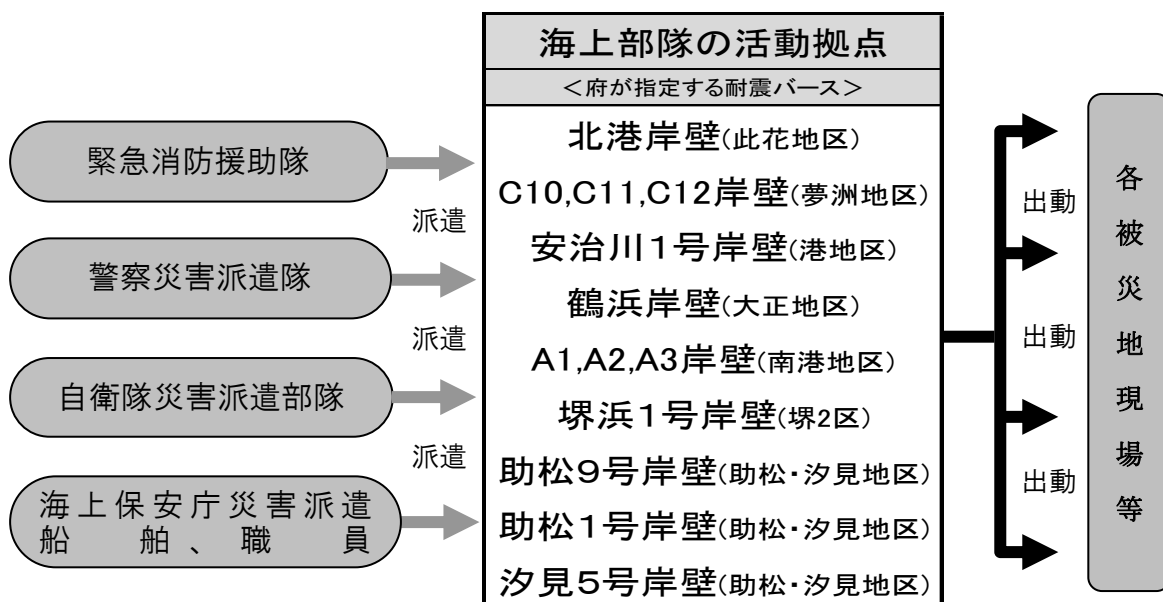 海上部隊の活動拠点
＜府が指定する耐震バース＞
北港岸壁(此花地区)
C10,C11,C12岸壁(夢洲地区)
安治川１号岸壁(港地区)
鶴浜岸壁(大正地区)
A1,A2,A3岸壁(南港地区)
堺浜１号岸壁(堺2区)
助松９号岸壁(助松・汐見地区)
助松１号岸壁(助松・汐見地区)
汐見５号岸壁(助松・汐見地区)
緊急消防援助隊
派遣
警察災害派遣隊
派遣
自衛隊災害派遣部隊
派遣
海上保安庁災害派遣
船舶、職員
出動
出動
出動
各被災地現場等